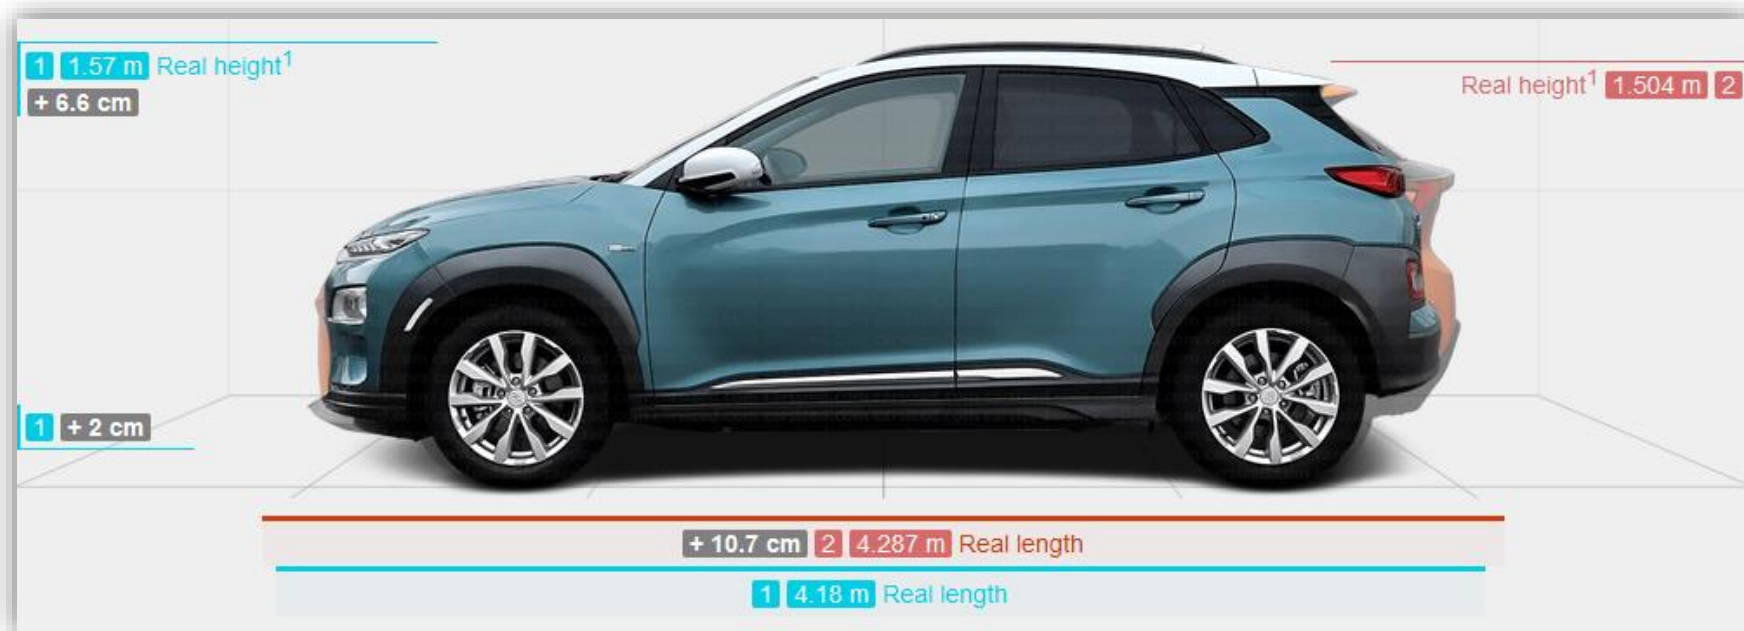 1 1.57 m Real height1
+ 6.6 cm
Real height1 1.504 m 2
1 + 2 cm
+ 10.7 cm 2 4.287 m Real length
1 4.18 m Real length